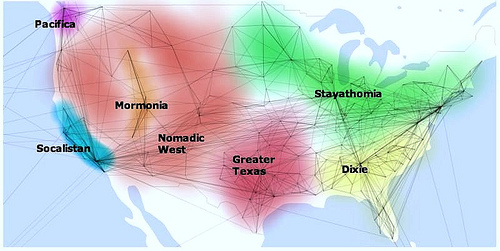 Pacifica
Stayathomia
Mormonia
Nomadic
West
Socalistan
Greater
Texas
Dixie